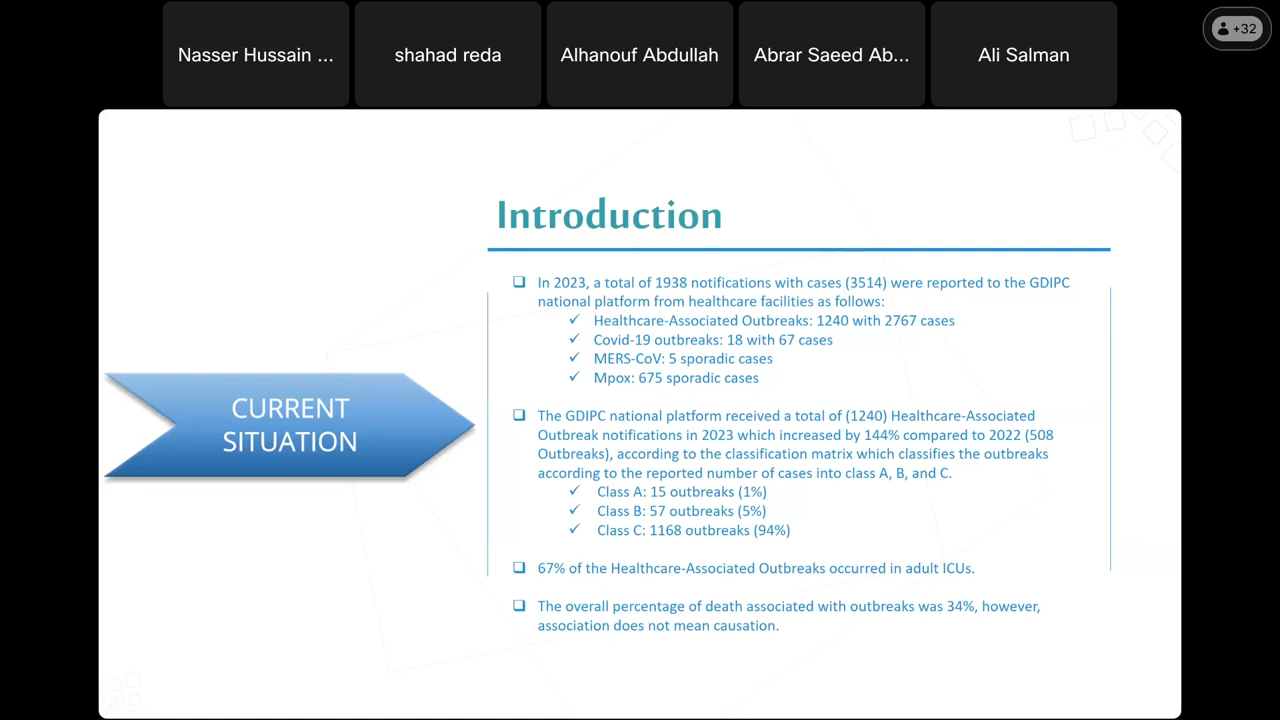 Nasser Hussain ...
shahad reda
Alhanouf Abdullah
Abrar Saeed Ab...
Ali Salman
+32
Introduction
CURRENT
SITUATION
In 2023, a total of 1938 notifications with cases (3514) were reported to the GDIPC
national platform from healthcare facilities as follows:
Healthcare-Associated Outbreaks: 1240 with 2767 cases
Covid-19 outbreaks: 18 with 67 cases
MERS-CoV: 5 sporadic cases
Mpox: 675 sporadic cases
The GDIPC national platform received a total of (1240) Healthcare-Associated
Outbreak notifications in 2023 which increased by 144% compared to 2022 (508
Outbreaks), according to the classification matrix which classifies the outbreaks
according to the reported number of cases into class A, B, and C.
Class A: 15 outbreaks (1%)
Class B: 57 outbreaks (5%)
Class C: 1168 outbreaks (94%)
67% of the Healthcare-Associated Outbreaks occurred in adult ICUs.
The overall percentage of death associated with outbreaks was 34%, however,
association does not mean causation.